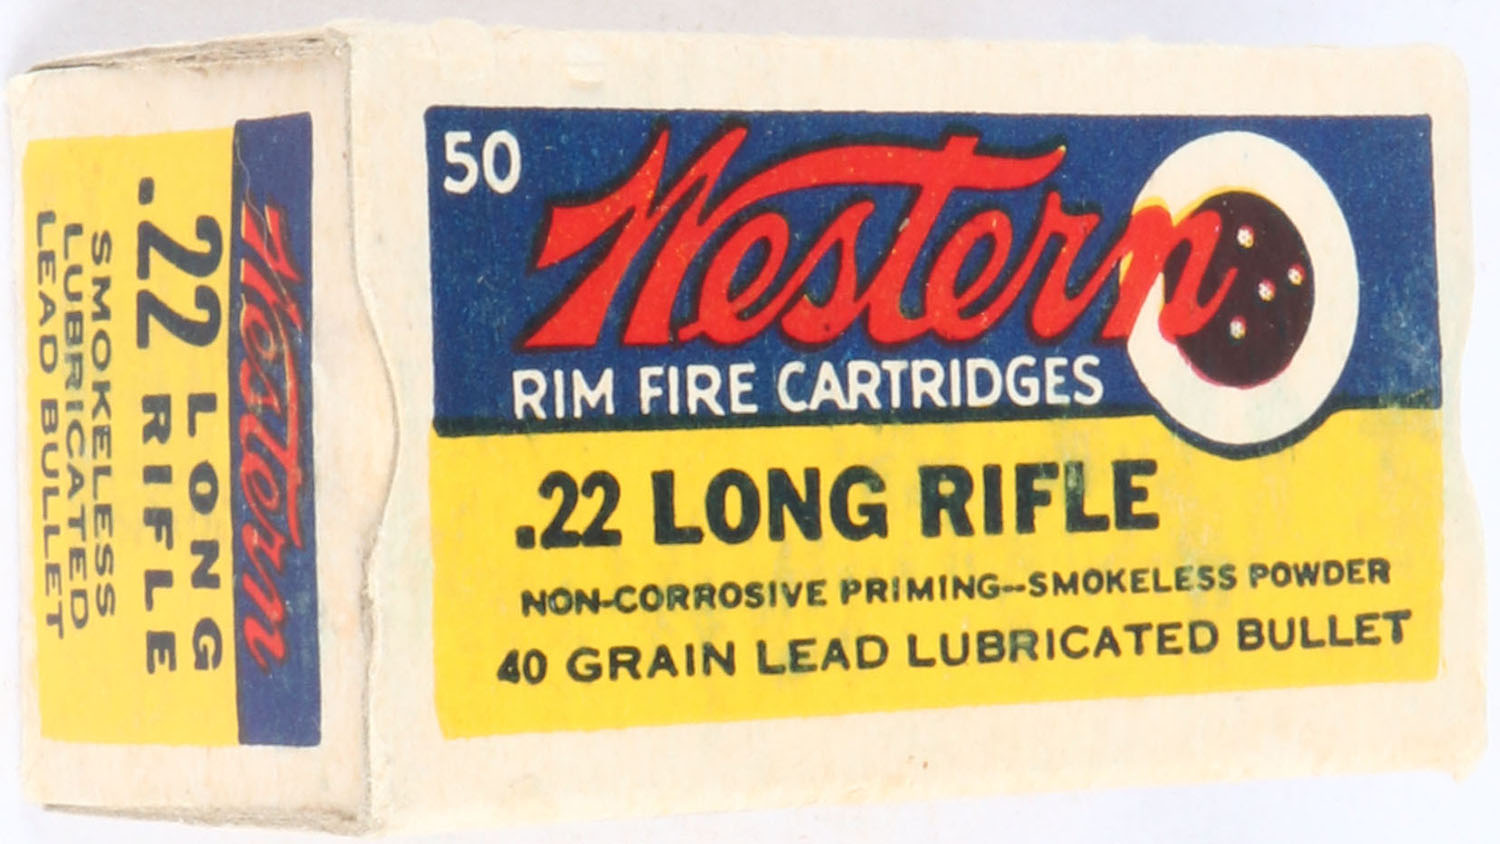 50
Western
RIM FIRE CARTRIDGES
.22 LONG RIFLE
NON-CORROSIVE PRIMING--SMOKELESS POWDER
40 GRAIN LEAD LUBRICATED BULLET
Western
.22 LONG
.22 RIFLE
SMOKELESS
LUBRICATED
LEAD BULLET